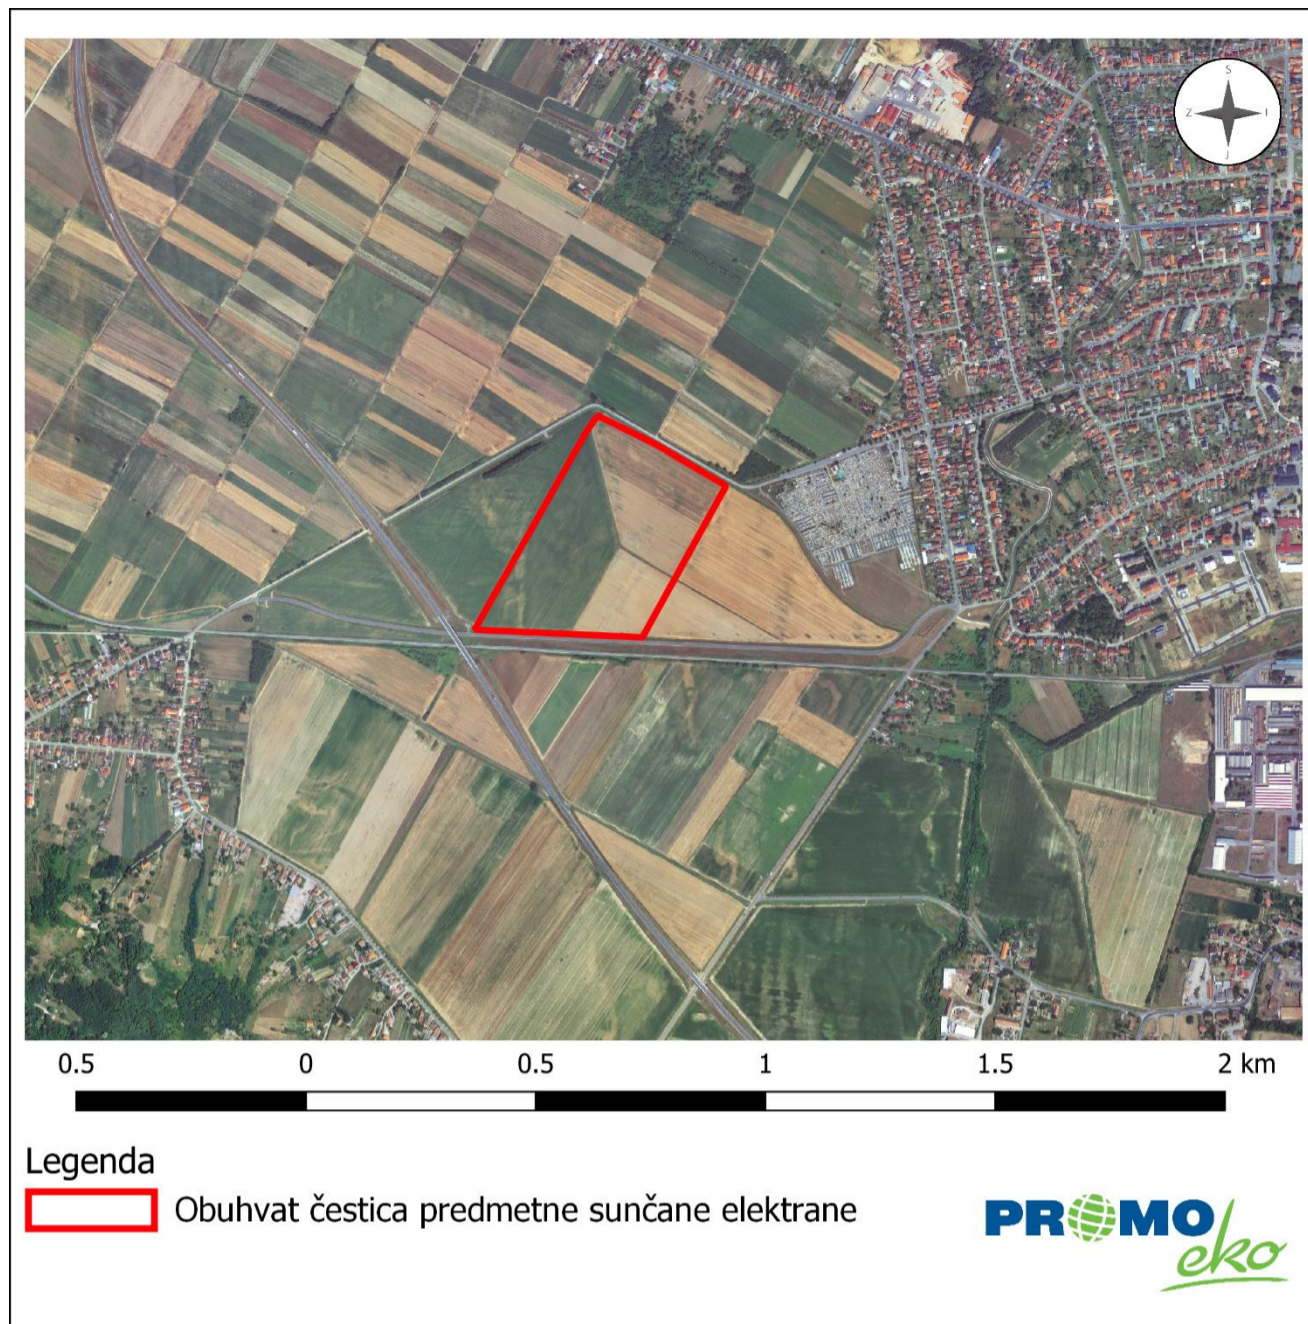 S
Z I
J
0.5 0 0.5 1 1.5 2 km
Legenda
Obuhvat čestica predmetne sunčane elektrane
PROMO
eko